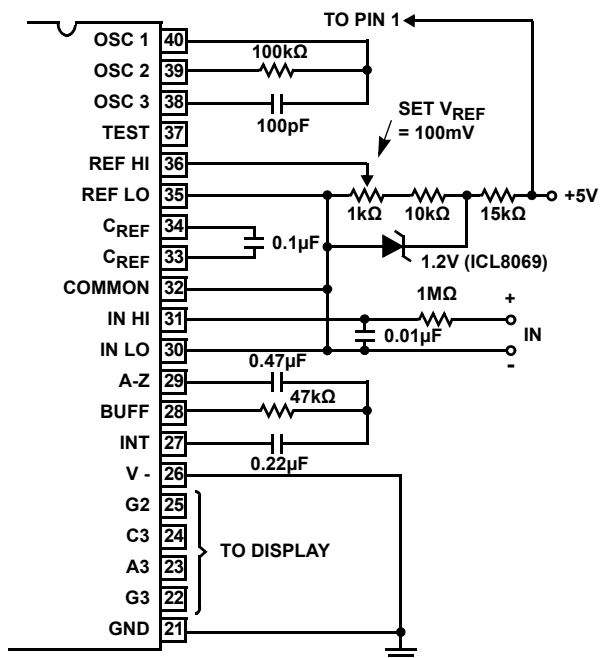 TO PIN 1
OSC 1 40
100kΩ
OSC 2 39
OSC 3 38
100pF
TEST 37
SET VREF
= 100mV
REF HI 36
REF LO 35
1kΩ 10kΩ 15kΩ
+5V
CREF 34
0.1µF
CREF 33
1.2V (ICL8069)
COMMON 32
1MΩ
+
IN HI 31
0.01µF
IN
IN LO 30
-
0.47µF
A-Z 29
47kΩ
BUFF 28
INT 27
0.22µF
V - 26
G2 25
C3 24
TO DISPLAY
A3 23
G3 22
GND 21